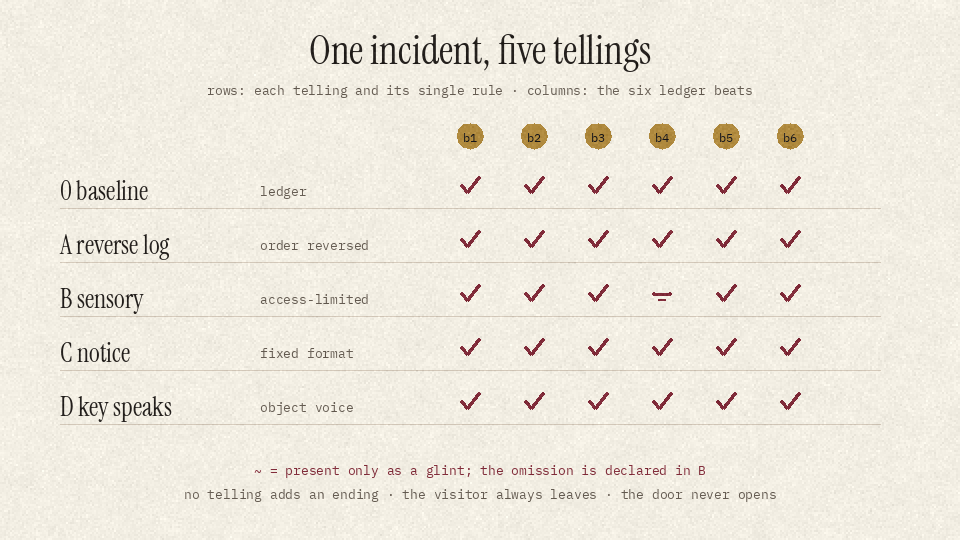 One incident, five tellings
rows: each telling and its single rule · columns: the six ledger beats
b1 b2 b3 b4 b5 b6
0 baseline ledger ✓ ✓ ✓ ✓ ✓ ✓
A reverse log order reversed ✓ ✓ ✓ ✓ ✓ ✓
B sensory access-limited ✓ ✓ ✓ ✓ ✓
C notice fixed format ✓ ✓ ✓ ✓ ✓ ✓
D key speaks object voice ✓ ✓ ✓ ✓ ✓ ✓
~ = present only as a glint; the omission is declared in B
no telling adds an ending · the visitor always leaves · the door never opens